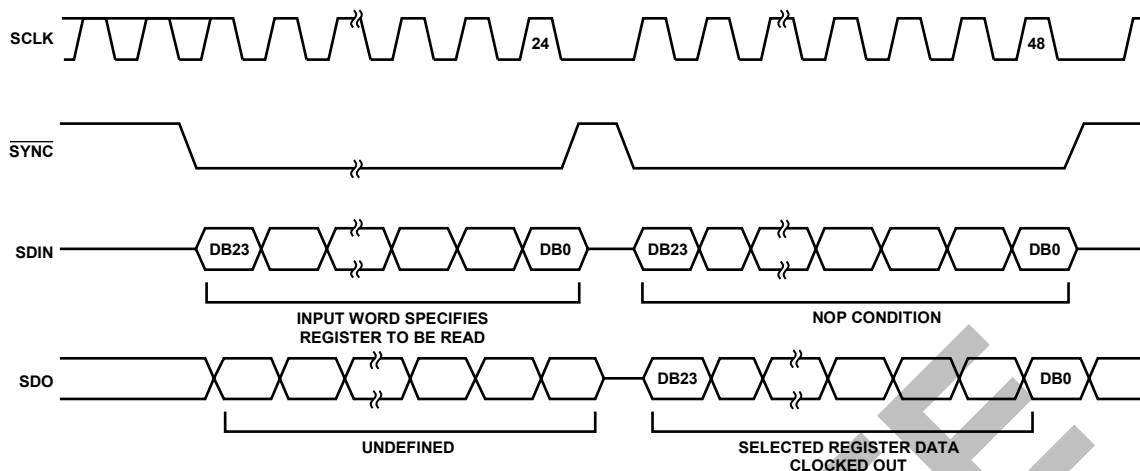 SCLK
24
48
SYNC
SDIN
DB23
DB0
DB23
DB0
INPUT WORD SPECIFIES
REGISTER TO BE READ
NOP CONDITION
SDO
DB23
DB0
UNDEFINED
SELECTED REGISTER DATA
CLOCKED OUT